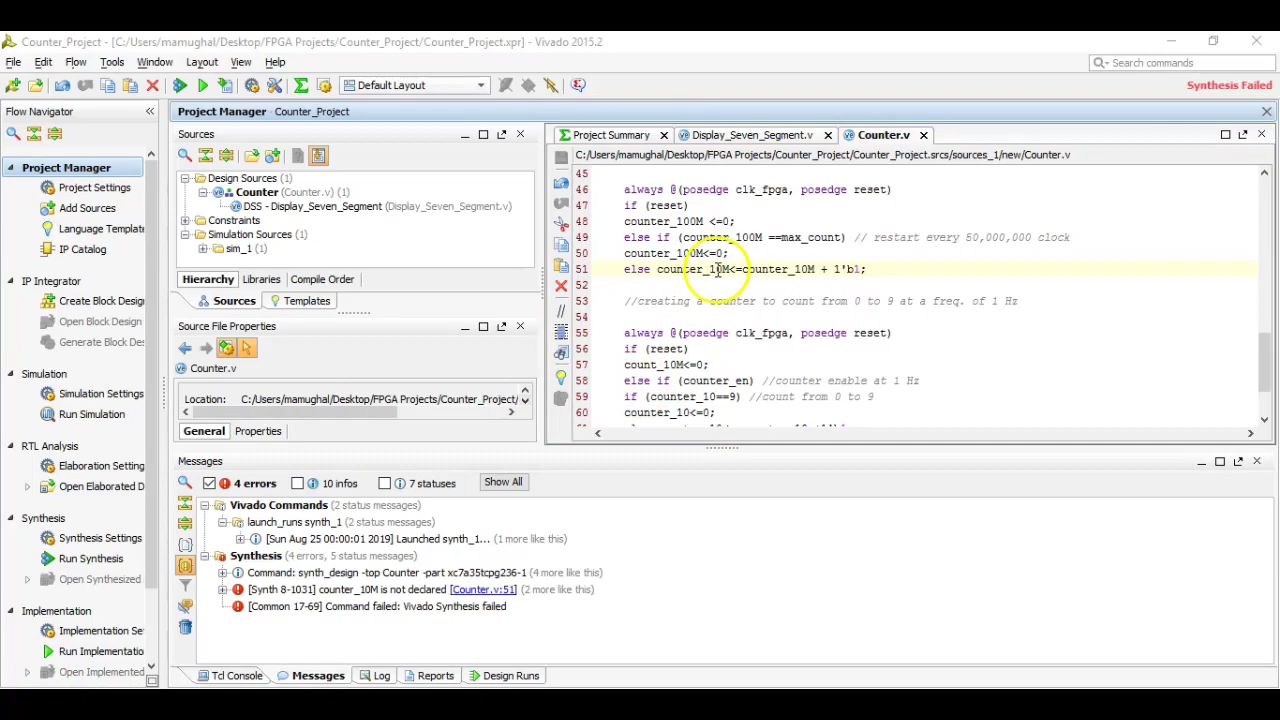 Counter_Project - [C:/Users/mamughal/Desktop/FPGA Projects/Counter_Project/Counter_Project.xpr] - Vivado 2015.2
File Edit Flow Tools Window Layout View Help
Search commands
Default Layout
Synthesis Failed
Flow Navigator
Project Manager
Project Settings
Add Sources
Language Template
IP Catalog
IP Integrator
Create Block Design
Open Block Design
Generate Block Des
Simulation
Simulation Settings
Run Simulation
RTL Analysis
Elaboration Setting
Open Elaborated D
Synthesis
Synthesis Settings
Run Synthesis
Open Synthesized
Implementation
Implementation Se
Run Implementatio
Open Implemented
Project Manager - Counter_Project
Sources
Design Sources (1)
Counter (Counter.v) (1)
DSS - Display_Seven_Segment (Display_Seven_Segment.v)
Constraints
Simulation Sources (1)
sim_1 (1)
Hierarchy Libraries Compile Order
Sources Templates
Source File Properties
Counter.v
Location: C:/Users/mamughal/Desktop/FPGA Projects/Counter_Project/
General Properties
Project Summary Display_Seven_Segment.v Counter.v
C:/Users/mamughal/Desktop/FPGA Projects/Counter_Project/Counter_Project.srcs/sources_1/new/Counter.v
45
46 always @(posedge clk_fpga, posedge reset)
47 if (reset)
48 counter_100M <=0;
49 else if (counter_100M ==max_count) // restart every 50,000,000 clock
50 counter_100M<=0;
51 else counter_10M<=counter_10M + 1'b1;
52
53 //creating a counter to count from 0 to 9 at a freq. of 1 Hz
54
55 always @(posedge clk_fpga, posedge reset)
56 if (reset)
57 count_10M<=0;
58 else if (counter_en) //counter enable at 1 Hz
59 if (counter_10==9) //count from 0 to 9
60 counter_10<=0;
Messages
4 errors 10 infos 7 statuses Show All
Vivado Commands (2 status messages)
launch_runs synth_1 (2 status messages)
[Sun Aug 25 00:00:01 2019] Launched synth_1... (1 more like this)
Synthesis (4 errors, 5 status messages)
Command: synth_design -top Counter -part xc7a35tcpg236-1 (4 more like this)
[Synth 8-1031] counter_10M is not declared [Counter.v:51] (2 more like this)
[Common 17-69] Command failed: Vivado Synthesis failed
Tcl Console Messages Log Reports Design Runs